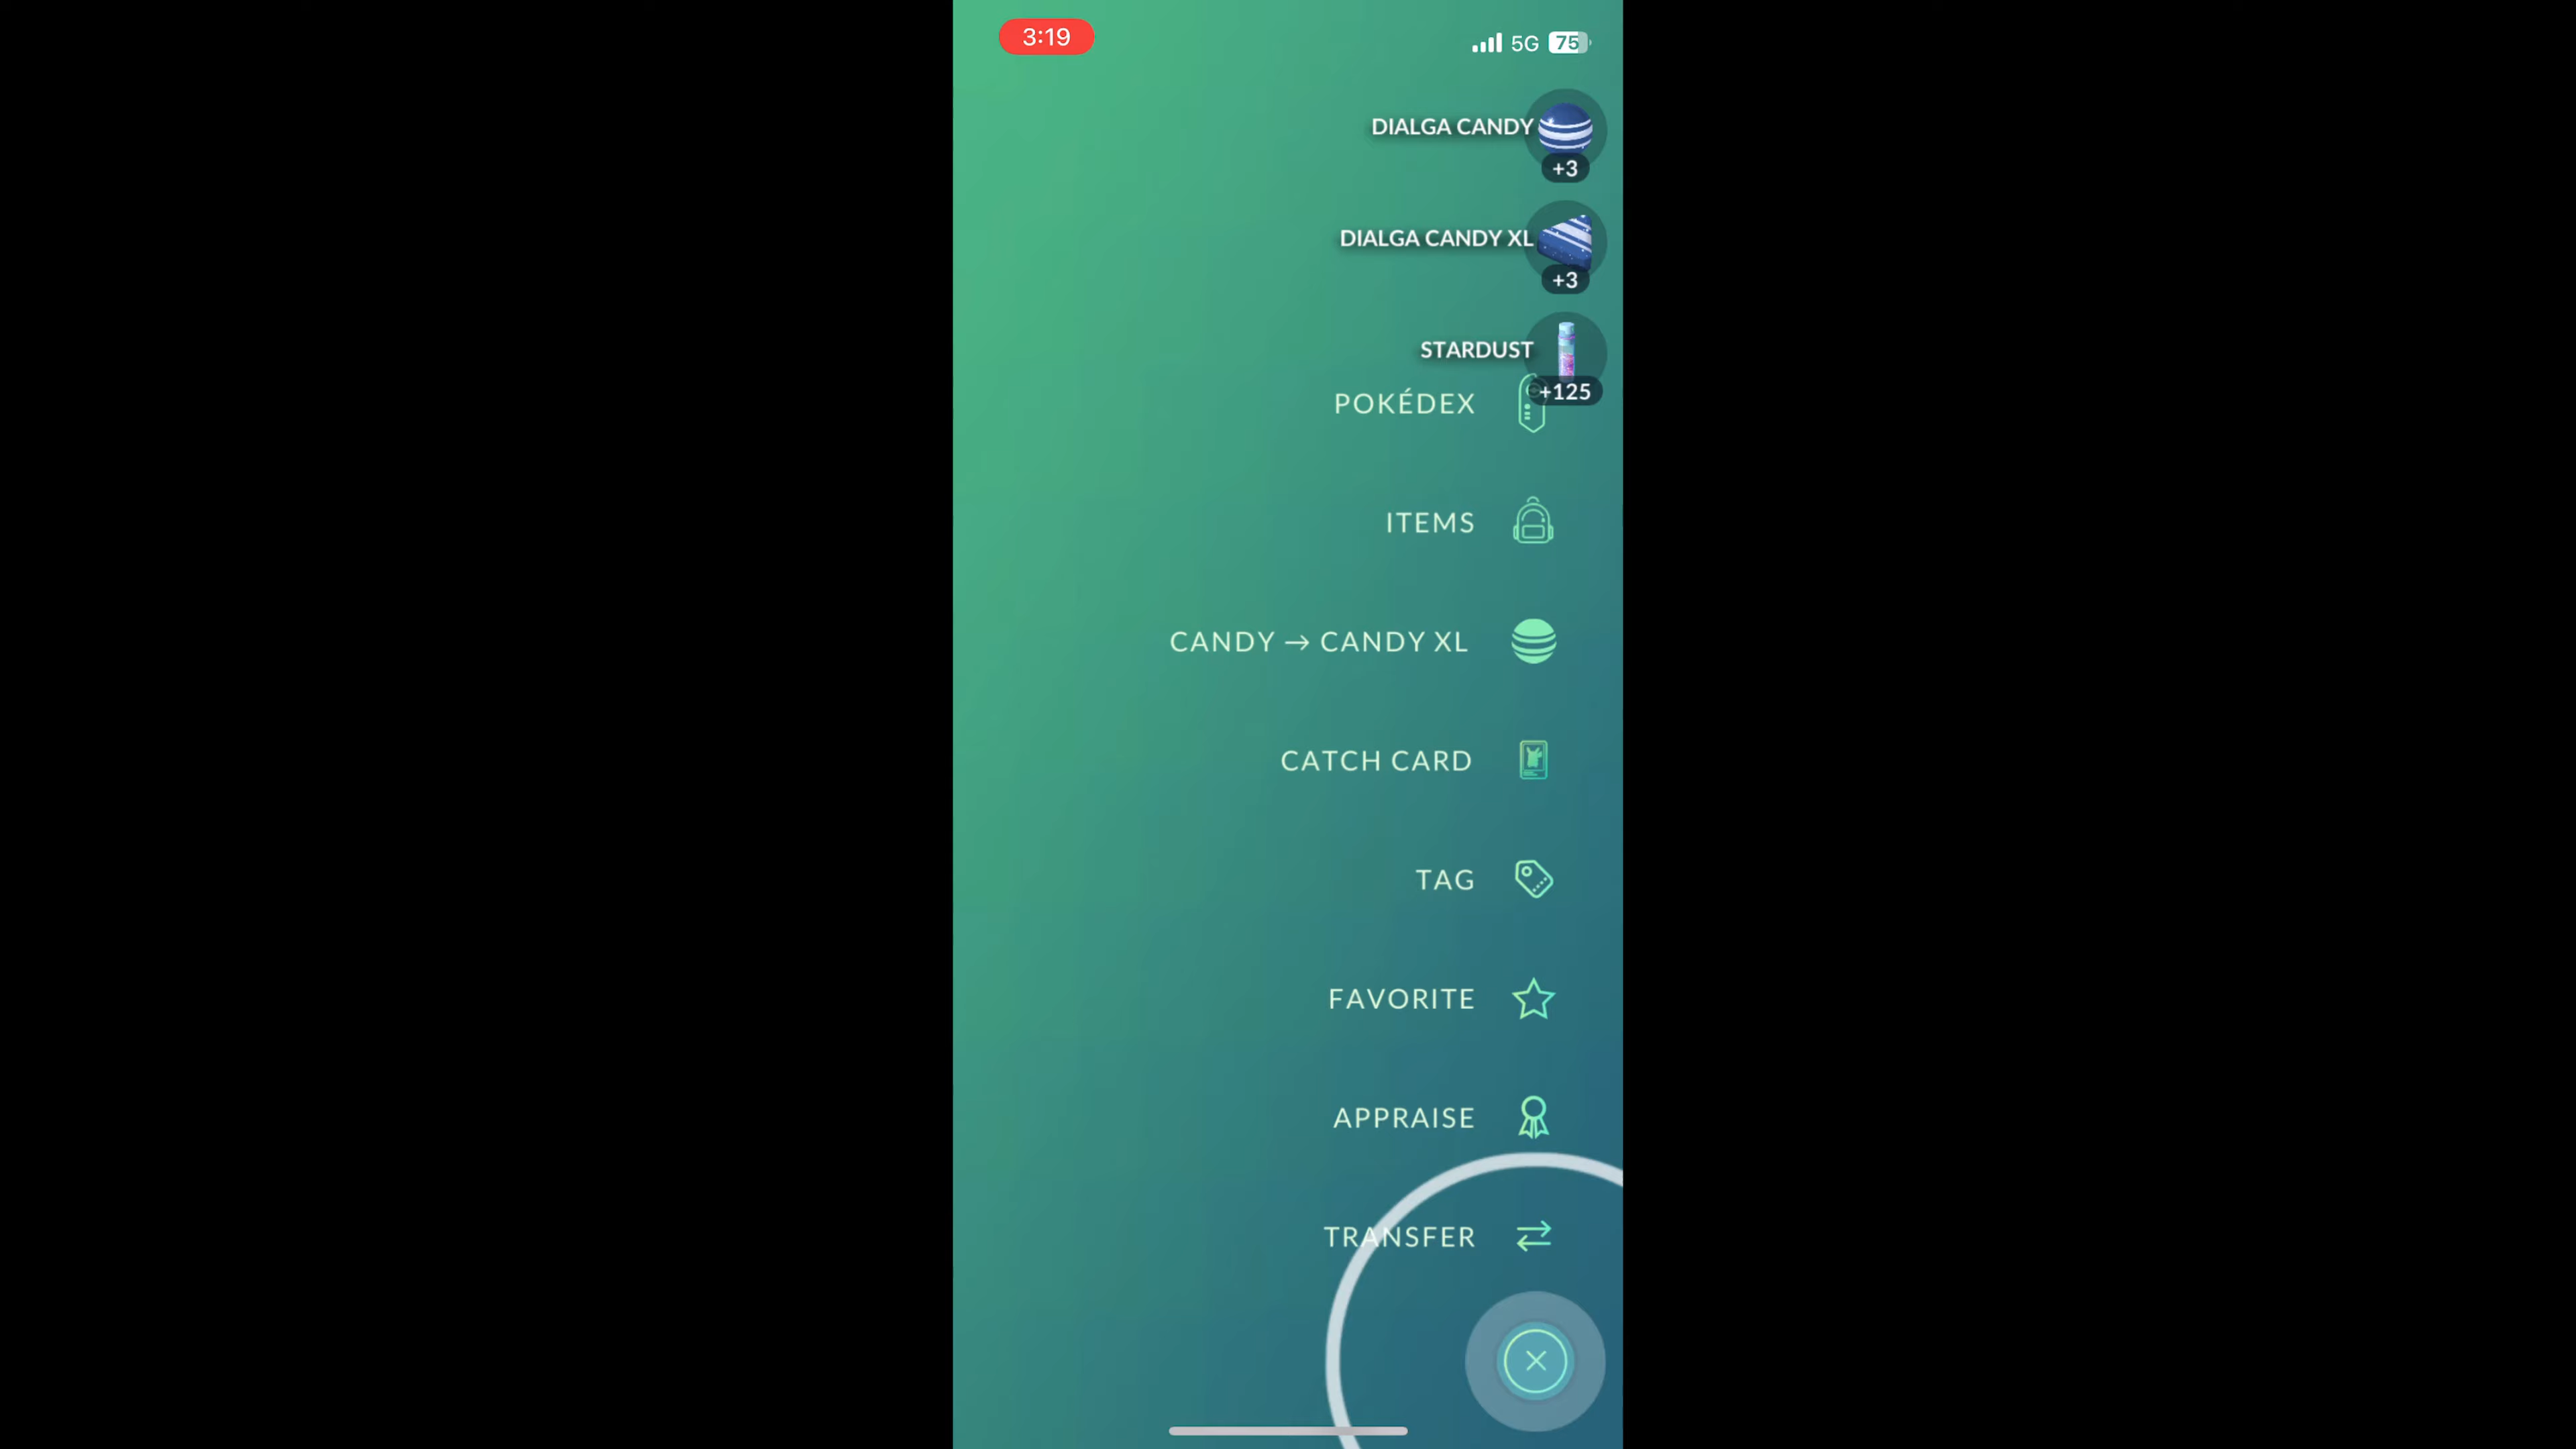 3:19
5G 75
DIALGA CANDY
+3
DIALGA CANDY XL
+3
STARDUST
+125
POKÉDEX
ITEMS
CANDY → CANDY XL
CATCH CARD
TAG
FAVORITE
APPRAISE
TRANSFER